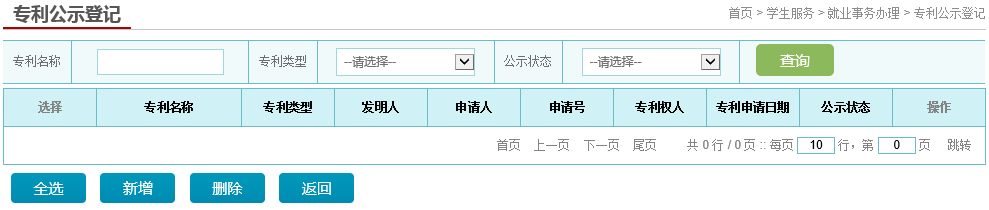 专利公示登记 首页 > 学生服务 > 就业事务办理 > 专利公示登记
专利名称 专利类型 --请选择-- 公示状态 --请选择-- 查询
选择 专利名称 专利类型 发明人 申请人 申请号 专利权人 专利申请日期 公示状态 操作
首页 上一页 下一页 尾页 共 0 行 / 0 页 :: 每页 10 行，第 0 页 跳转
全选 新增 删除 返回